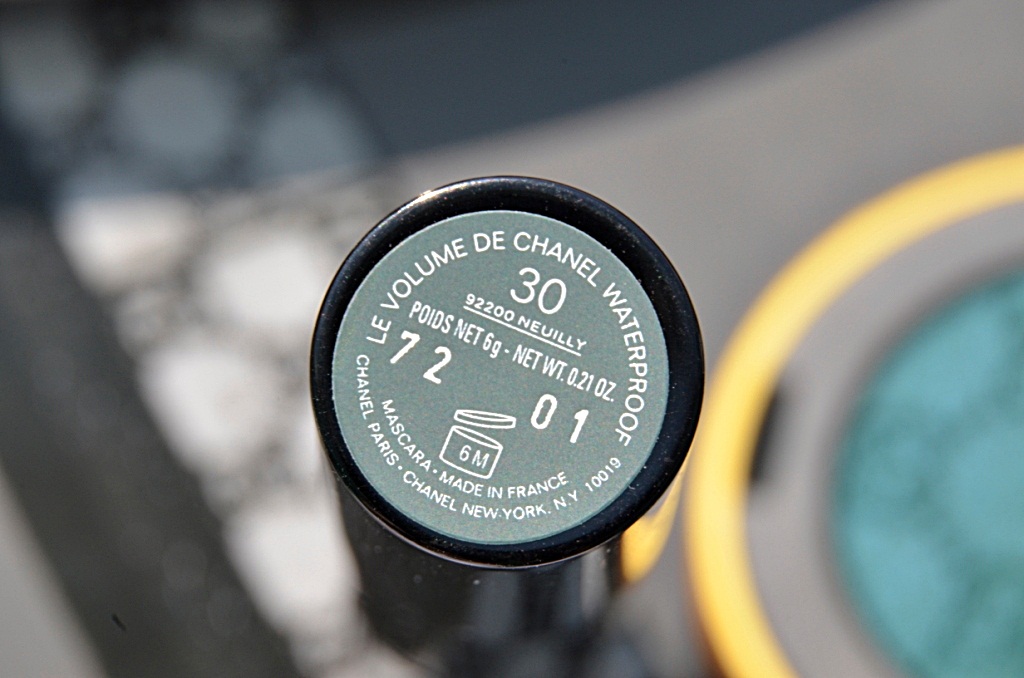 LE VOLUME DE CHANEL WATERPROOF
30
92200 NEUILLY
POIDS NET 6g - NET WT. 0.21 OZ.
72 01
6M
MASCARA • MADE IN FRANCE
CHANEL PARIS • CHANEL NEW-YORK. N.Y 10019